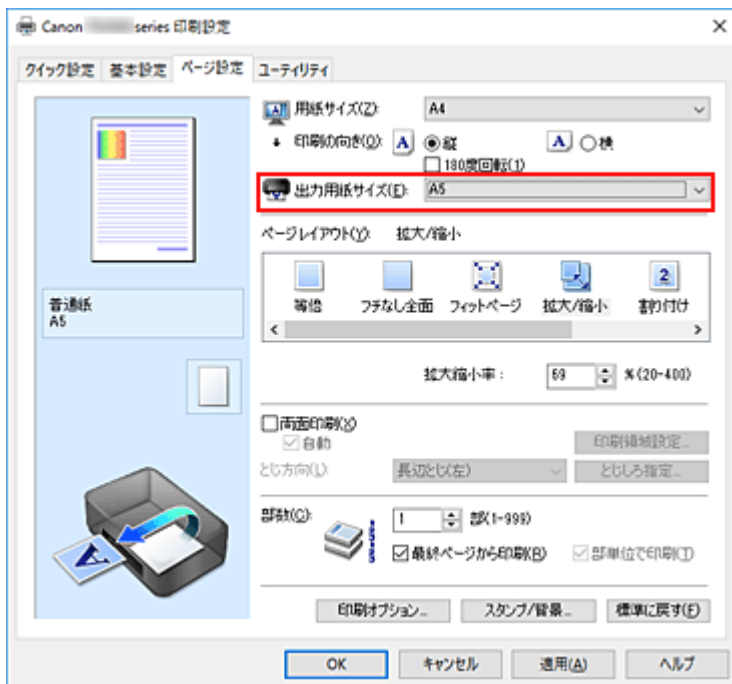 Canon series 印刷設定
クイック設定 基本設定 ページ設定 ユーティリティ
用紙サイズ(Z): A4
印刷の向き(O): A 縦 A 横
180度回転(1)
出力用紙サイズ(E): A5
ページレイアウト(Y): 拡大/縮小
等倍 フチなし全面 フィットページ 拡大/縮小 割り付け
普通紙
A5
拡大縮小率: 69 % (20-400)
両面印刷(X)
自動 印刷領域設定...
とじ方向(L): 長辺とじ(左) とじしろ指定...
部数(C): 1 部(1-999)
最終ページから印刷(R) 部単位で印刷(T)
印刷オプション... スタンプ/背景... 標準に戻す(F)
OK キャンセル 適用(A) ヘルプ